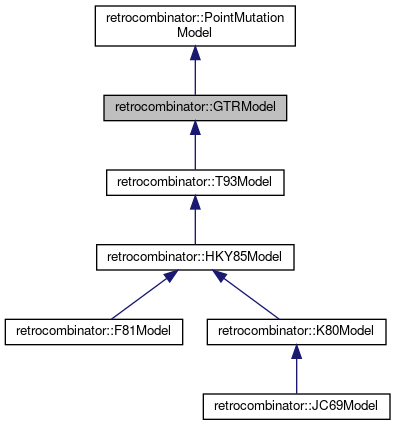 retrocombinator::PointMutation
Model
retrocombinator::GTRModel
retrocombinator::T93Model
retrocombinator::HKY85Model
retrocombinator::F81Model
retrocombinator::K80Model
retrocombinator::JC69Model